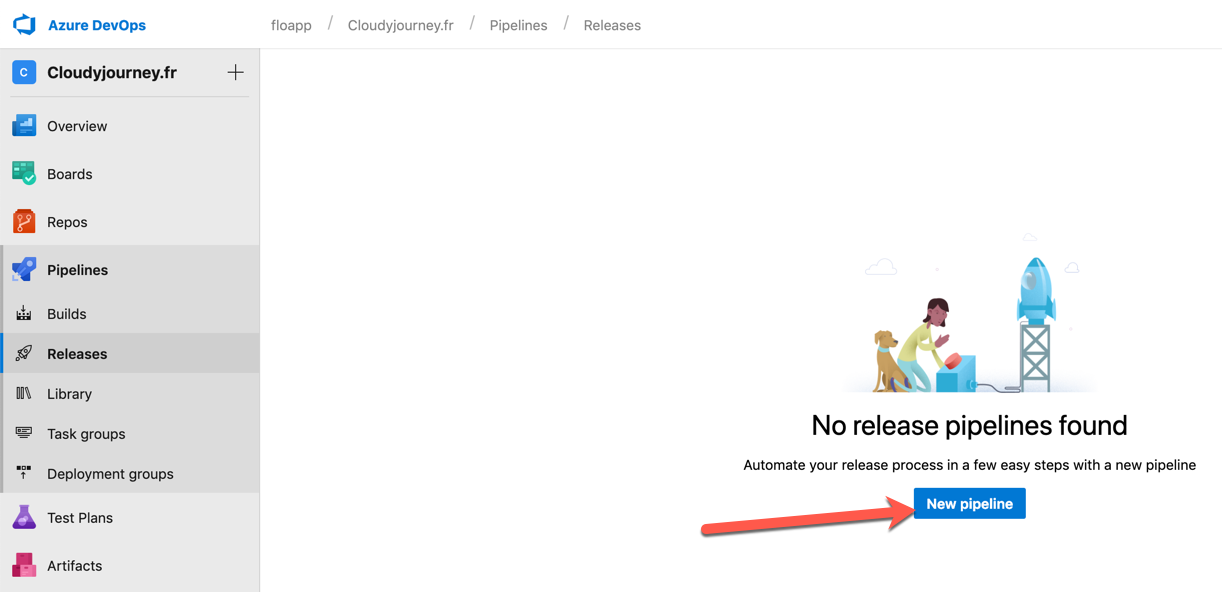 Azure DevOps
floapp / Cloudyjourney.fr / Pipelines / Releases
C Cloudyjourney.fr +
Overview
Boards
Repos
Pipelines
Builds
Releases
Library
Task groups
Deployment groups
Test Plans
Artifacts
No release pipelines found
Automate your release process in a few easy steps with a new pipeline
New pipeline